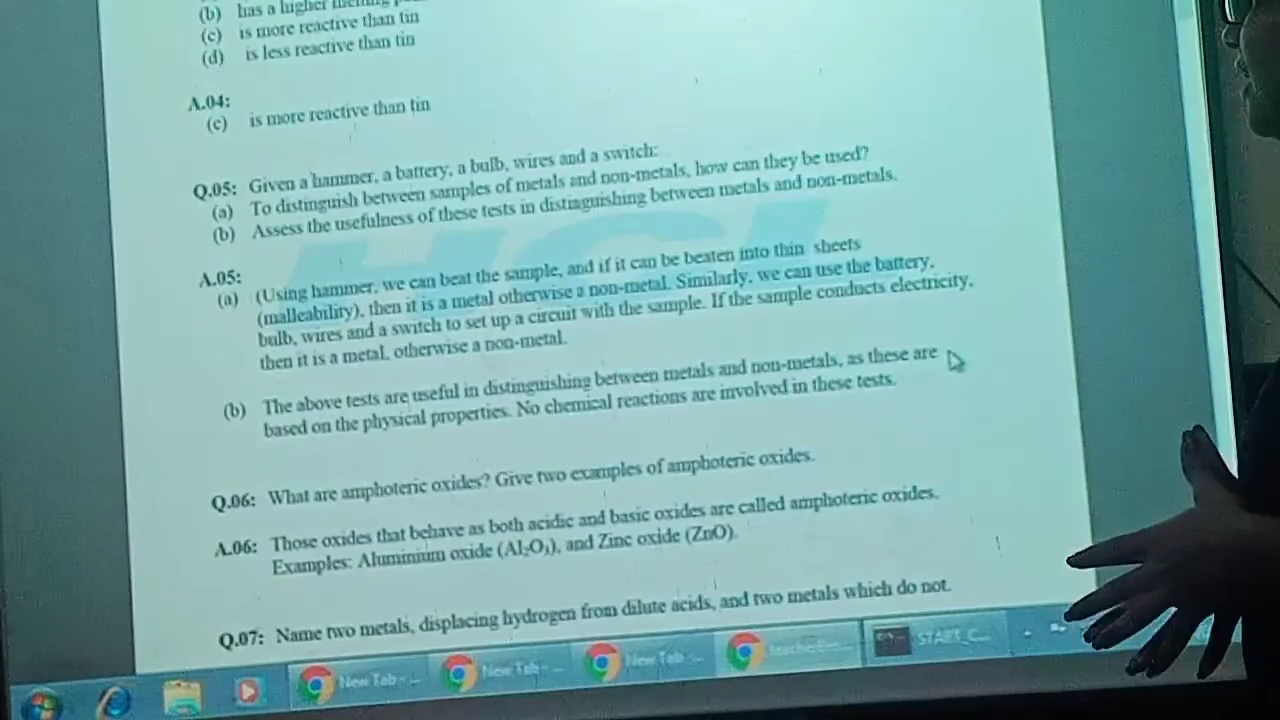 (b) has a higher
(c) is more reactive than tin
(d) is less reactive than tin
A.04:
(c) is more reactive than tin
Q.05: Given a hammer, a battery, a bulb, wires and a switch:
(a) To distinguish between samples of metals and non-metals, how can they be used?
(b) Assess the usefulness of these tests in distinguishing between metals and non-metals.
HCL
A.05:
(a) (Using hammer, we can beat the sample, and if it can be beaten into thin sheets
(malleability), then it is a metal otherwise a non-metal. Similarly, we can use the battery,
bulb, wires and a switch to set up a circuit with the sample. If the sample conducts electricity,
then it is a metal, otherwise a non-metal.
(b) The above tests are useful in distinguishing between metals and non-metals, as these are
based on the physical properties. No chemical reactions are involved in these tests.
Q.06: What are amphoteric oxides? Give two examples of amphoteric oxides.
A.06: Those oxides that behave as both acidic and basic oxides are called amphoteric oxides.
Examples: Aluminium oxide (Al₂O₃), and Zinc oxide (ZnO).
Q.07: Name two metals, displacing hydrogen from dilute acids, and two metals which do not.
New Tab - ... New Tab - ... New Tab - ... START_C...